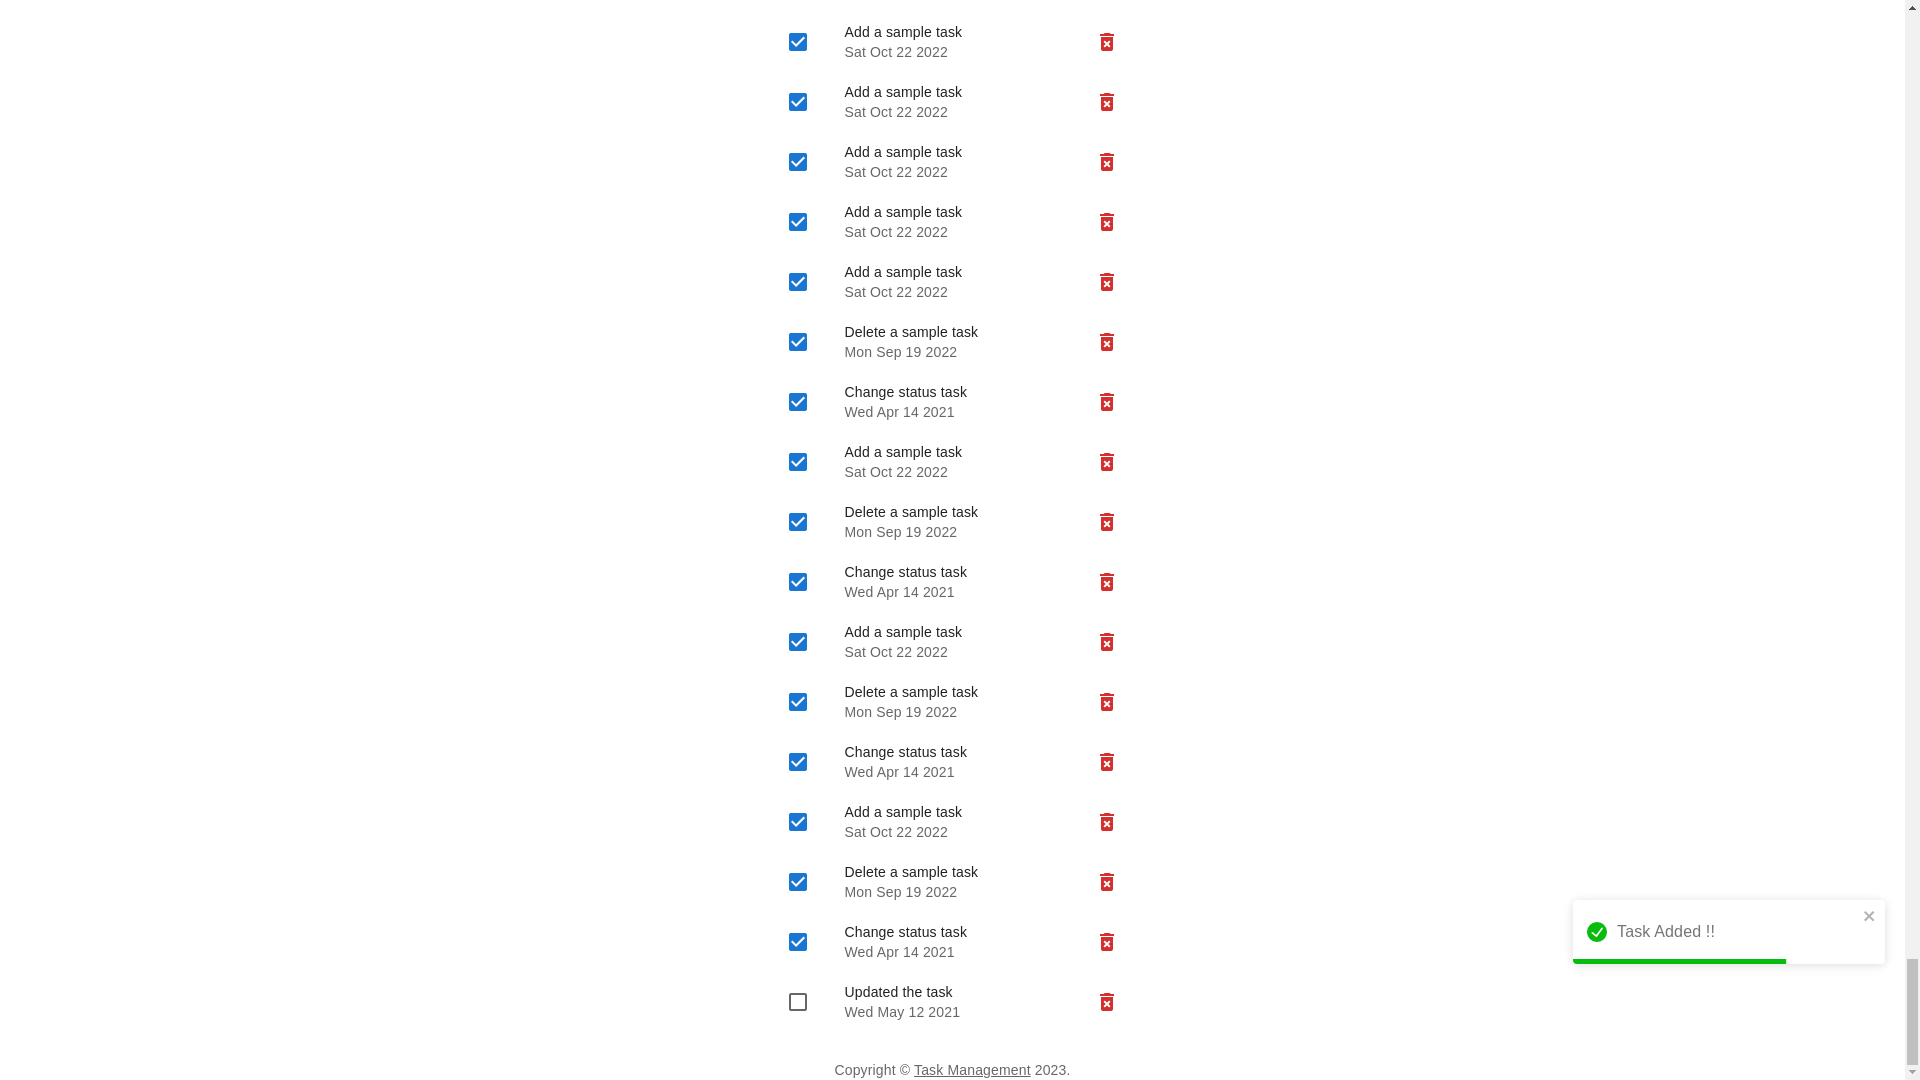 Add a sample task
Sat Oct 22 2022
Add a sample task
Sat Oct 22 2022
Add a sample task
Sat Oct 22 2022
Add a sample task
Sat Oct 22 2022
Add a sample task
Sat Oct 22 2022
Delete a sample task
Mon Sep 19 2022
Change status task
Wed Apr 14 2021
Add a sample task
Sat Oct 22 2022
Delete a sample task
Mon Sep 19 2022
Change status task
Wed Apr 14 2021
Add a sample task
Sat Oct 22 2022
Delete a sample task
Mon Sep 19 2022
Change status task
Wed Apr 14 2021
Add a sample task
Sat Oct 22 2022
Delete a sample task
Mon Sep 19 2022
Change status task
Wed Apr 14 2021
Task Added !!
Updated the task
Wed May 12 2021
Copyright © Task Management 2023.